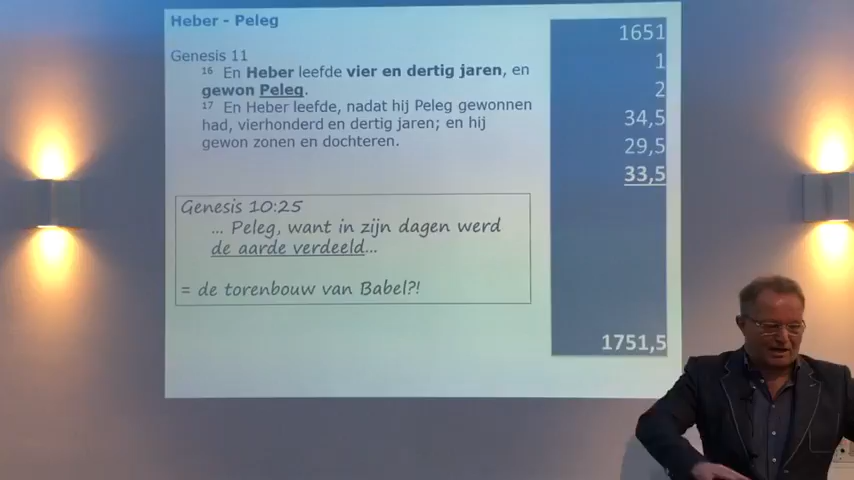 Heber - Peleg
Genesis 11
16 En Heber leefde vier en dertig jaren, en
gewon Peleg.
17 En Heber leefde, nadat hij Peleg gewonnen
had, vierhonderd en dertig jaren; en hij
gewon zonen en dochteren.
Genesis 10:25
... Peleg, want in zijn dagen werd
de aarde verdeeld...
= de torenbouw van Babel?!
1651
1
2
34,5
29,5
33,5
1751,5